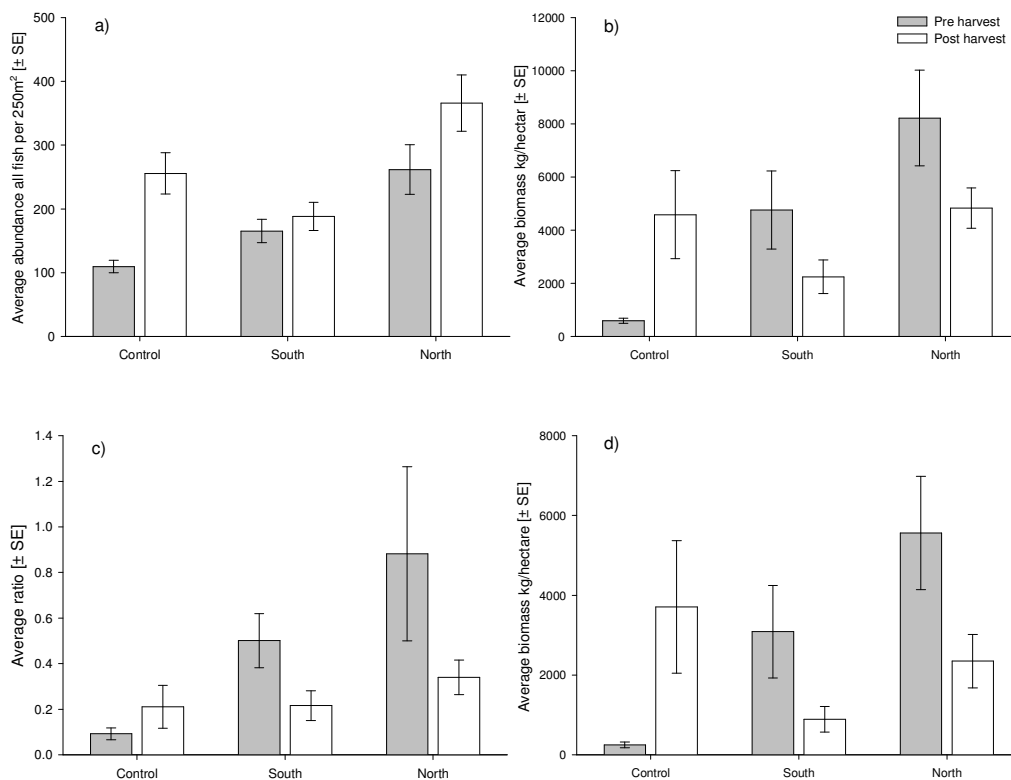 a)
Average abundance all fish per 250m² [± SE]
500
400
300
200
100
0
Control South North
b)
Pre harvest
Post harvest
Average biomass kg/hectar [± SE]
12000
10000
8000
6000
4000
2000
0
Control South North
c)
Average ratio [± SE]
1.4
1.2
1.0
0.8
0.6
0.4
0.2
0.0
Control South North
d)
Average biomass kg/hectare [± SE]
8000
6000
4000
2000
0
Control South North